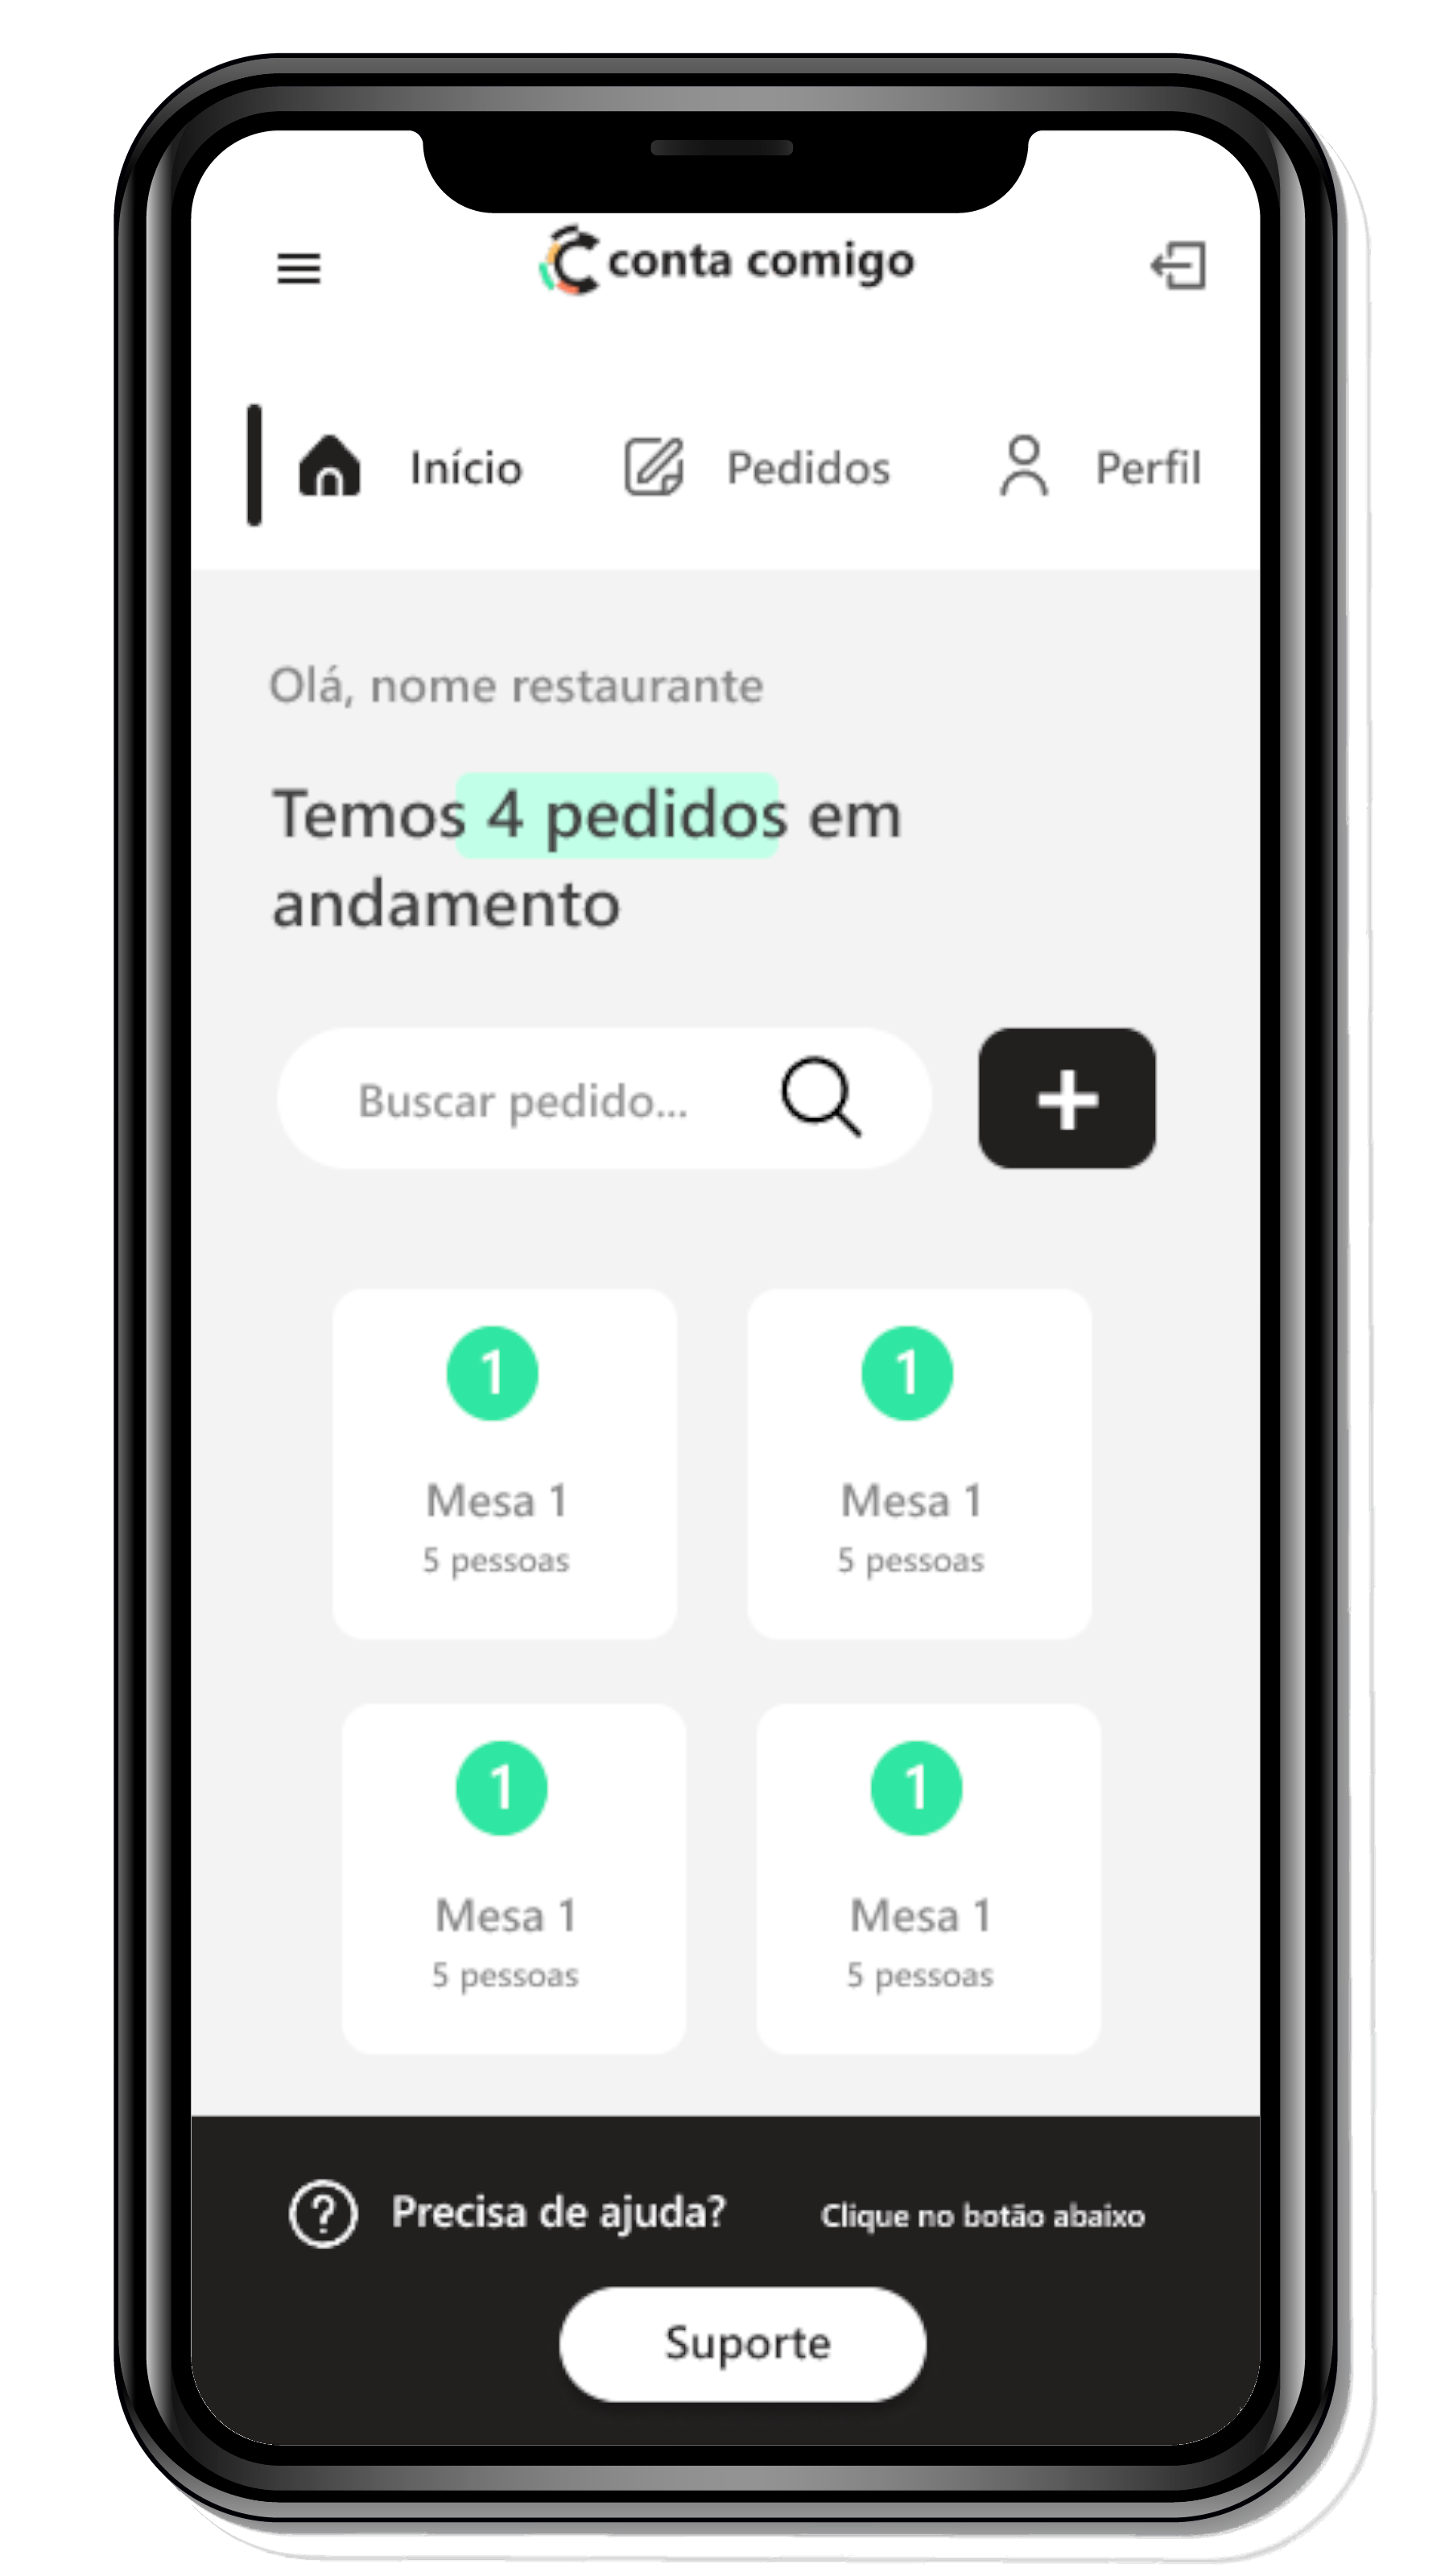 conta comigo
Início Pedidos Perfil
Olá, nome restaurante
Temos 4 pedidos em
andamento
Buscar pedido... +
1 1
Mesa 1 Mesa 1
5 pessoas 5 pessoas
1 1
Mesa 1 Mesa 1
5 pessoas 5 pessoas
? Precisa de ajuda? Clique no botão abaixo
Suporte